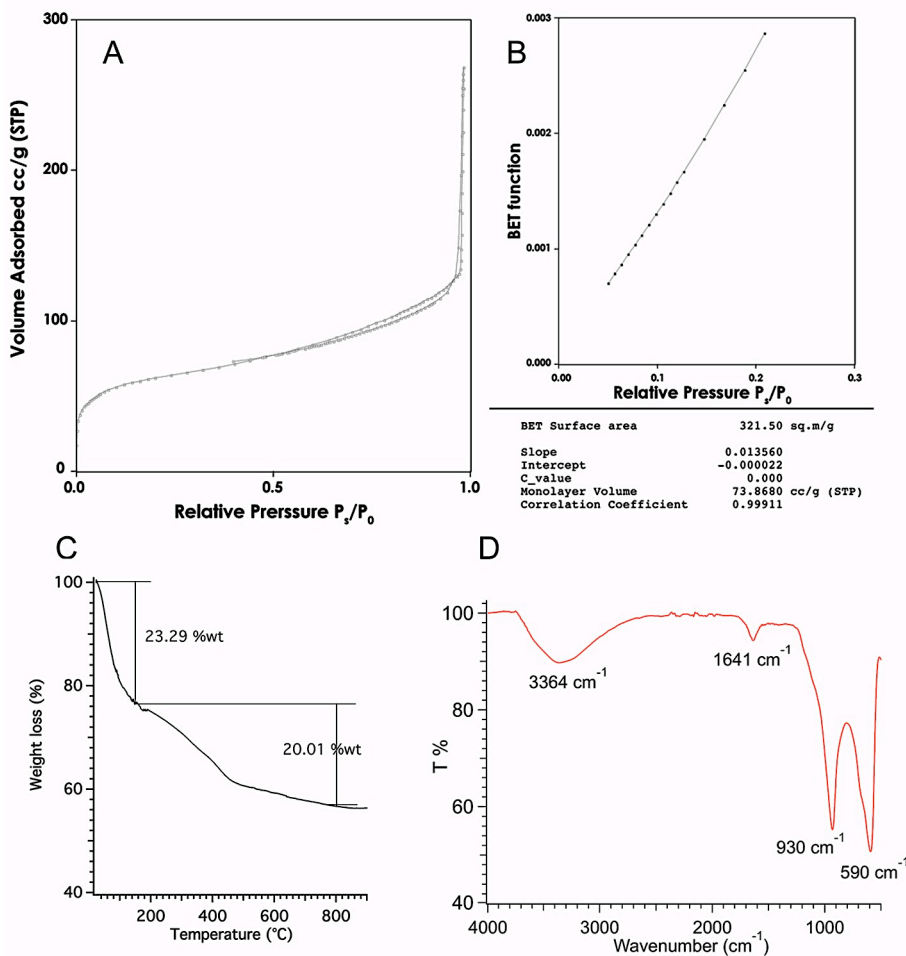 A
300
200
100
0
Volume Adsorbed cc/g (STP)
0.0
0.5
1.0
Relative Prerssure Ps/P0
B
0.003
0.002
0.001
0.000
BET function
0.00
0.1
0.2
0.3
Relative Pressure Ps/P0
BET Surface area 321.50 sq.m/g
Slope 0.013560
Intercept -0.000022
C_value 0.000
Monolayer Volume 73.8680 cc/g (STP)
Correlation Coefficient 0.99911
C
100
80
60
40
Weight loss (%)
23.29 %wt
20.01 %wt
200
400
600
800
Temperature (°C)
D
100
80
60
40
T %
3364 cm-1
1641 cm-1
930 cm-1
590 cm-1
4000
3000
2000
1000
Wavenumber (cm-1)